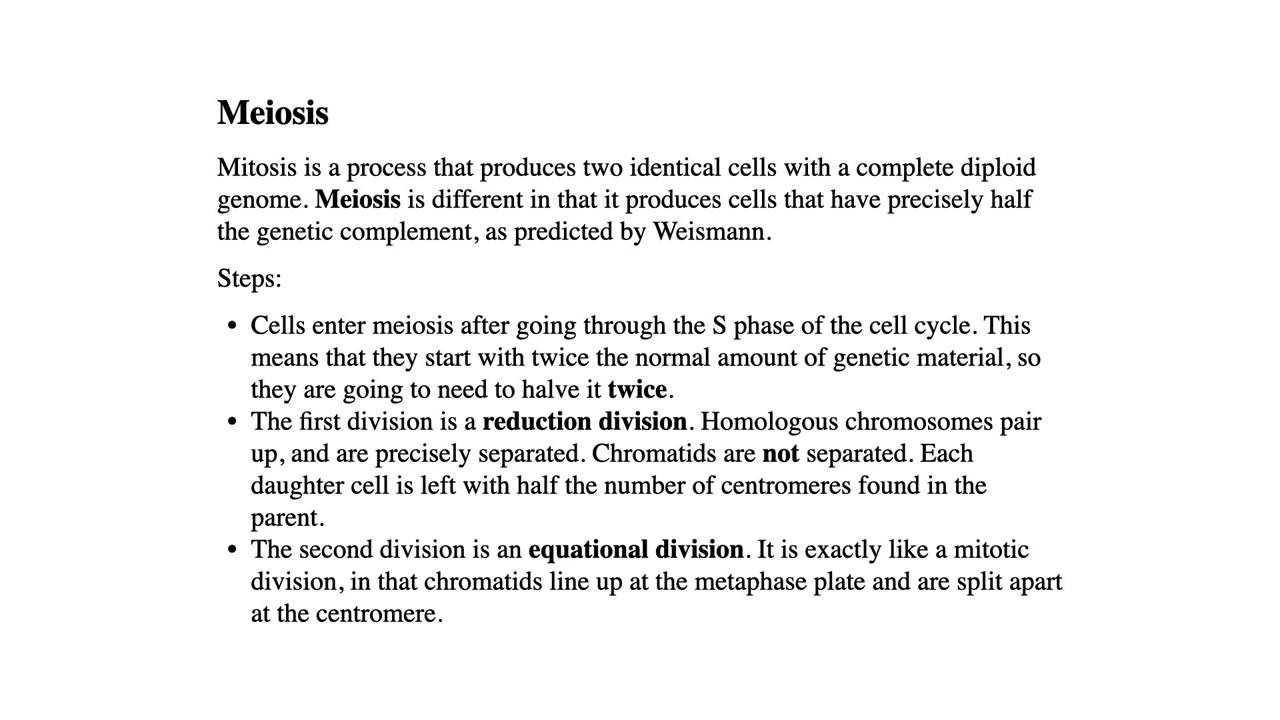 Meiosis
Mitosis is a process that produces two identical cells with a complete diploid
genome. Meiosis is different in that it produces cells that have precisely half
the genetic complement, as predicted by Weismann.
Steps:
• Cells enter meiosis after going through the S phase of the cell cycle. This
means that they start with twice the normal amount of genetic material, so
they are going to need to halve it twice.
• The first division is a reduction division. Homologous chromosomes pair
up, and are precisely separated. Chromatids are not separated. Each
daughter cell is left with half the number of centromeres found in the
parent.
• The second division is an equational division. It is exactly like a mitotic
division, in that chromatids line up at the metaphase plate and are split apart
at the centromere.